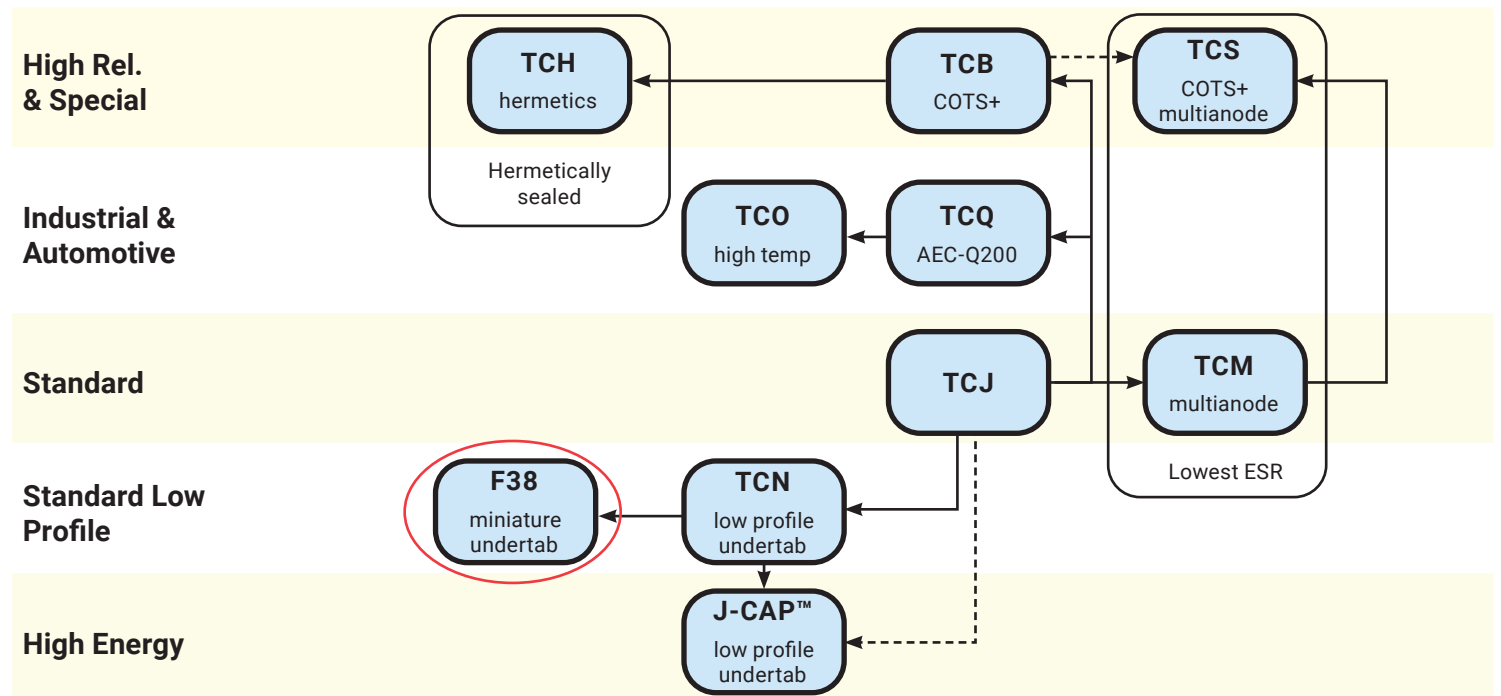 High Rel.
& Special
TCH
hermetics
Hermetically
sealed
TCB
COTS+
TCS
COTS+
multianode
Industrial &
Automotive
TCO
high temp
TCQ
AEC-Q200
Standard
TCJ
TCM
multianode
Lowest ESR
Standard Low
Profile
F38
miniature
undertab
TCN
low profile
undertab
High Energy
J-CAP™
low profile
undertab